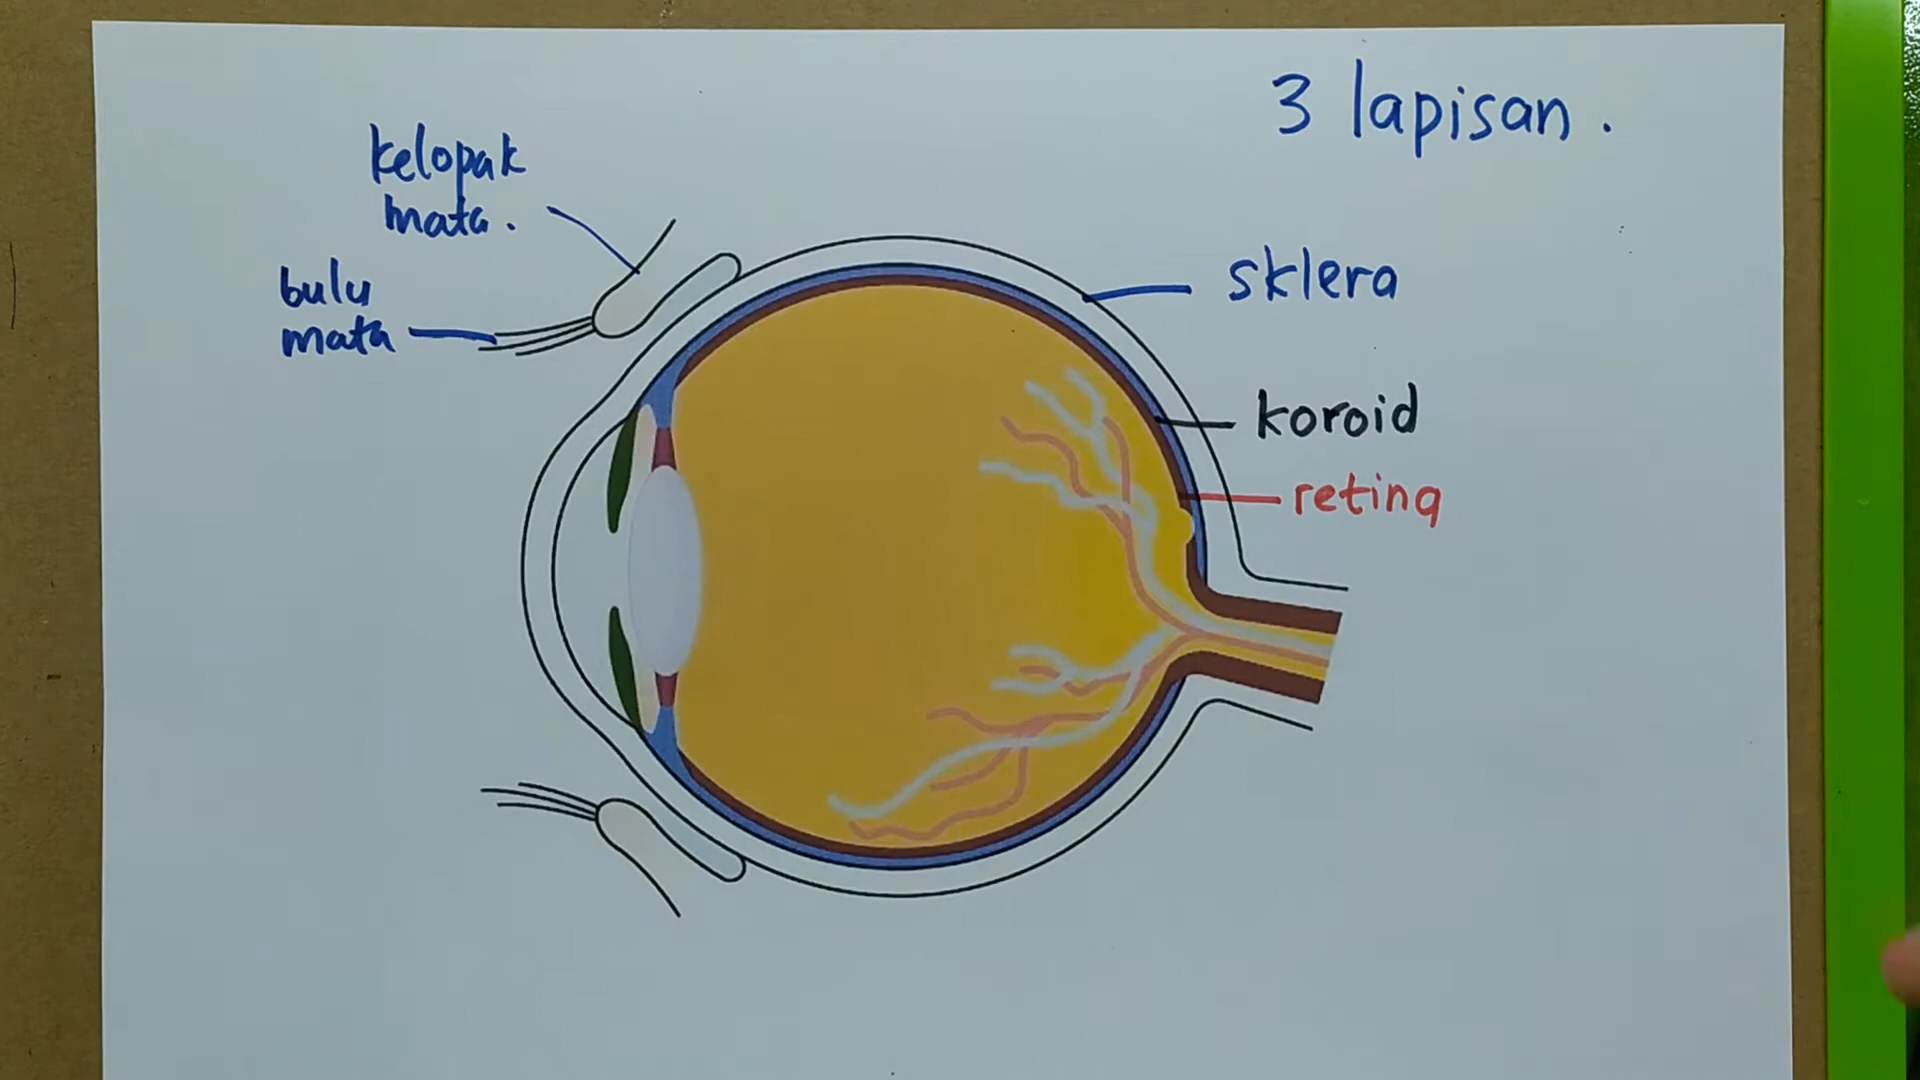 3 lapisan.
kelopak
mata.
bulu
mata
sklera
koroid
retina